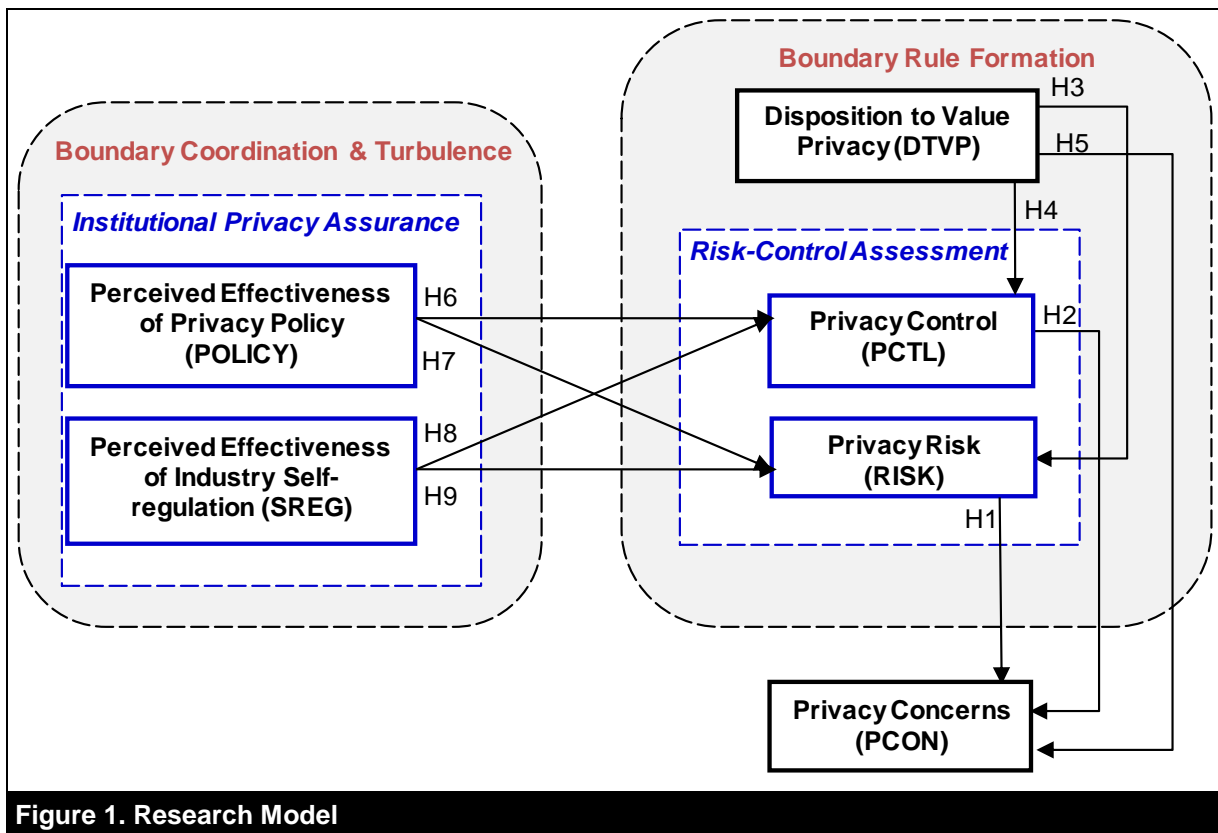 Boundary Coordination & Turbulence
Institutional Privacy Assurance
Perceived Effectiveness
of Privacy Policy
(POLICY)
Perceived Effectiveness
of Industry Self-
regulation (SREG)
H6
H7
H8
H9
Boundary Rule Formation
Disposition to Value
Privacy (DTVP)
H3
H5
H4
Risk-Control Assessment
Privacy Control
(PCTL)
H2
Privacy Risk
(RISK)
H1
Privacy Concerns
(PCON)
Figure 1. Research Model